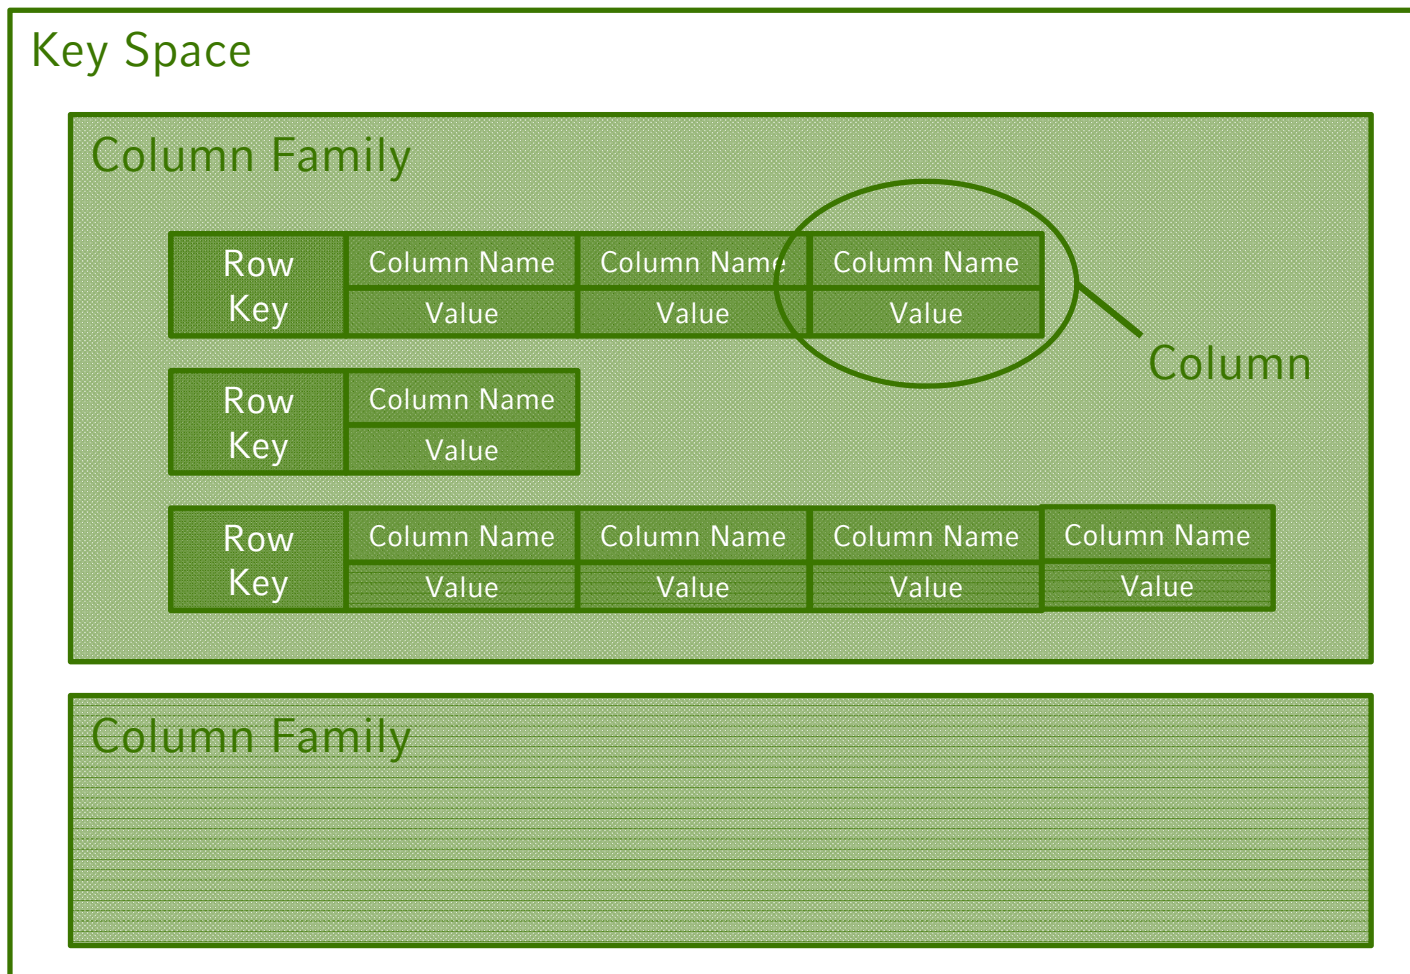 Key Space
Column Family
Row Key
Column Name Column Name Column Name
Value Value Value
Column
Row Key
Column Name
Value
Row Key
Column Name Column Name Column Name Column Name
Value Value Value Value
Column Family